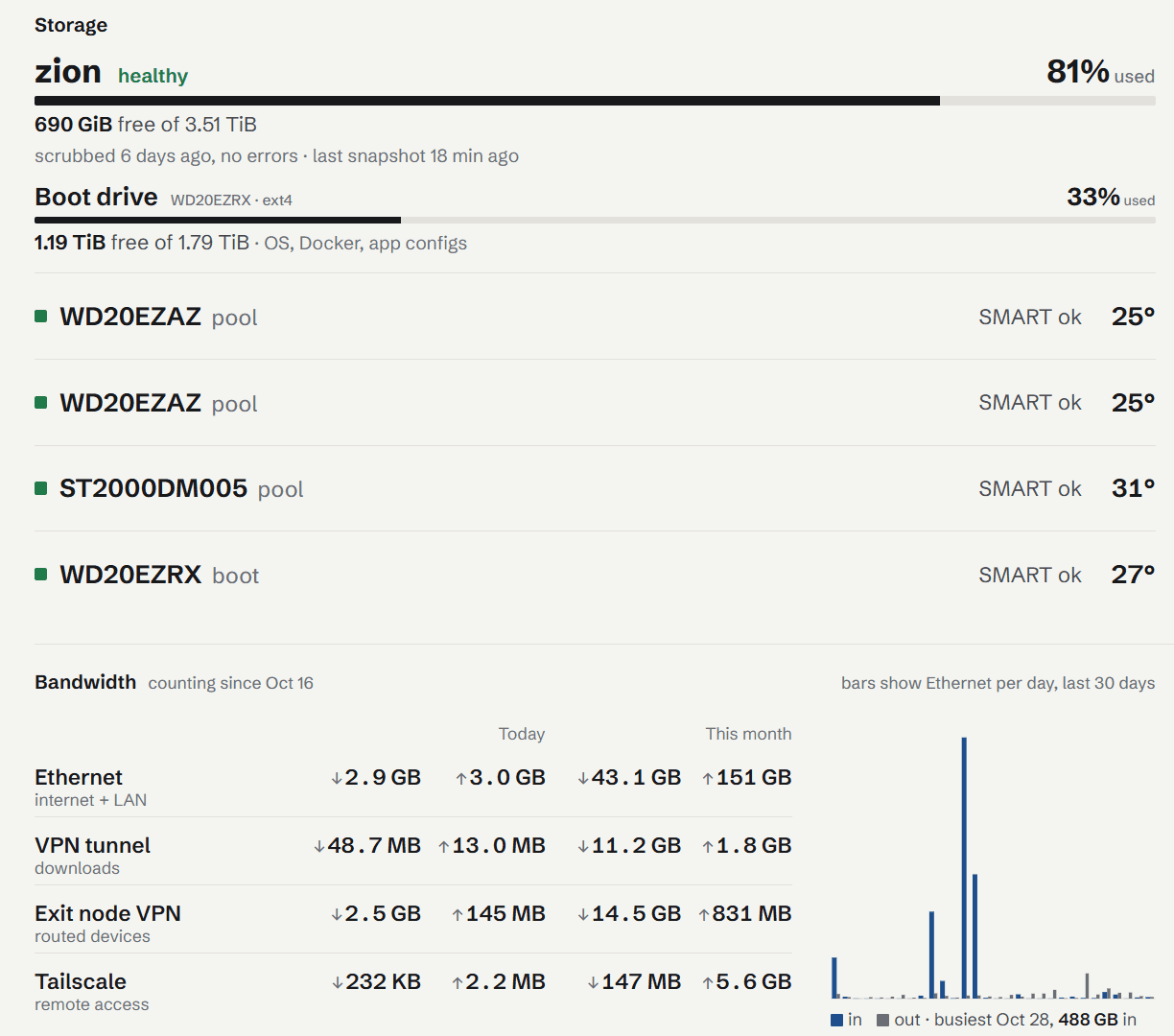 Storage
zion healthy 81% used
690 GiB free of 3.51 TiB
scrubbed 6 days ago, no errors · last snapshot 18 min ago
Boot drive WD20EZRX · ext4 33% used
1.19 TiB free of 1.79 TiB · OS, Docker, app configs
WD20EZAZ pool SMART ok 25°
WD20EZAZ pool SMART ok 25°
ST2000DM005 pool SMART ok 31°
WD20EZRX boot SMART ok 27°
Bandwidth counting since Oct 16 bars show Ethernet per day, last 30 days
Today This month
Ethernet ↓2.9 GB ↑3.0 GB ↓43.1 GB ↑151 GB
internet + LAN
VPN tunnel ↓48.7 MB ↑13.0 MB ↓11.2 GB ↑1.8 GB
downloads
Exit node VPN ↓2.5 GB ↑145 MB ↓14.5 GB ↑831 MB
routed devices
Tailscale ↓232 KB ↑2.2 MB ↓147 MB ↑5.6 GB
remote access
in out · busiest Oct 28, 488 GB in